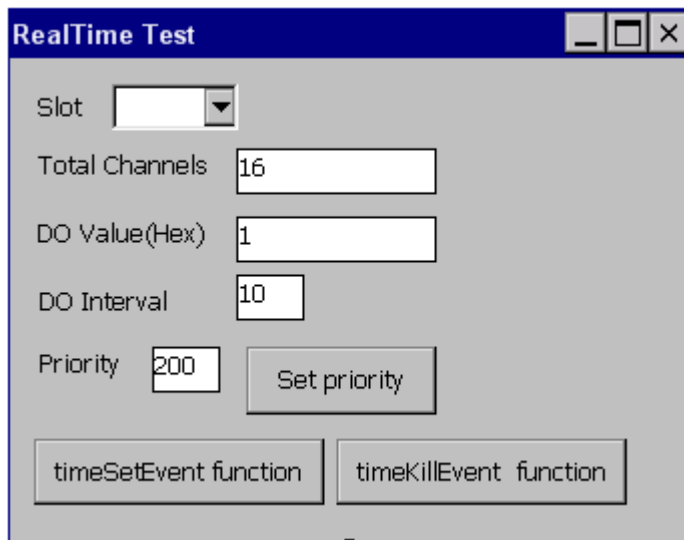 RealTime Test
Slot
Total Channels 16
DO Value(Hex) 1
DO Interval 10
Priority 200 Set priority
timeSetEvent function timeKillEvent function